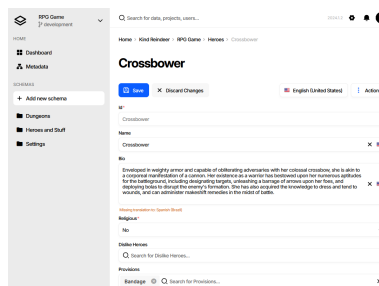 RPG Game
development
Search for data, projects, users...
HOME
Dashboard
Metadata
SCHEMAS
Add new schema
Dungeons
Heroes and Stuff
Settings
Home > Kind Reindeer > RPG Game > Heroes > Crossbower
Crossbower
Save
Discard Changes
English (United States)
Action
Id*
Crossbower
Name
Crossbower
Bio
Enveloped in weighty armor and capable of obliterating adversaries with her colossal crossbow, she is akin to
a corporeal manifestation of a cannon. Her existence as a warrior has bestowed upon her numerous aptitudes
for the battleground, including designating targets, unleashing a barrage of arrows upon her foes, and
deploying bolas to disrupt the enemy's formation. She has also acquired the knowledge to dress and tend to
wounds, and can administer makeshift remedies in the midst of battle.
Missing translation to: Spanish (Brazil)
Religious*
No
Dislike Heroes
Search for Dislike Heroes...
Provisions
Bandage
Search for Provisions...